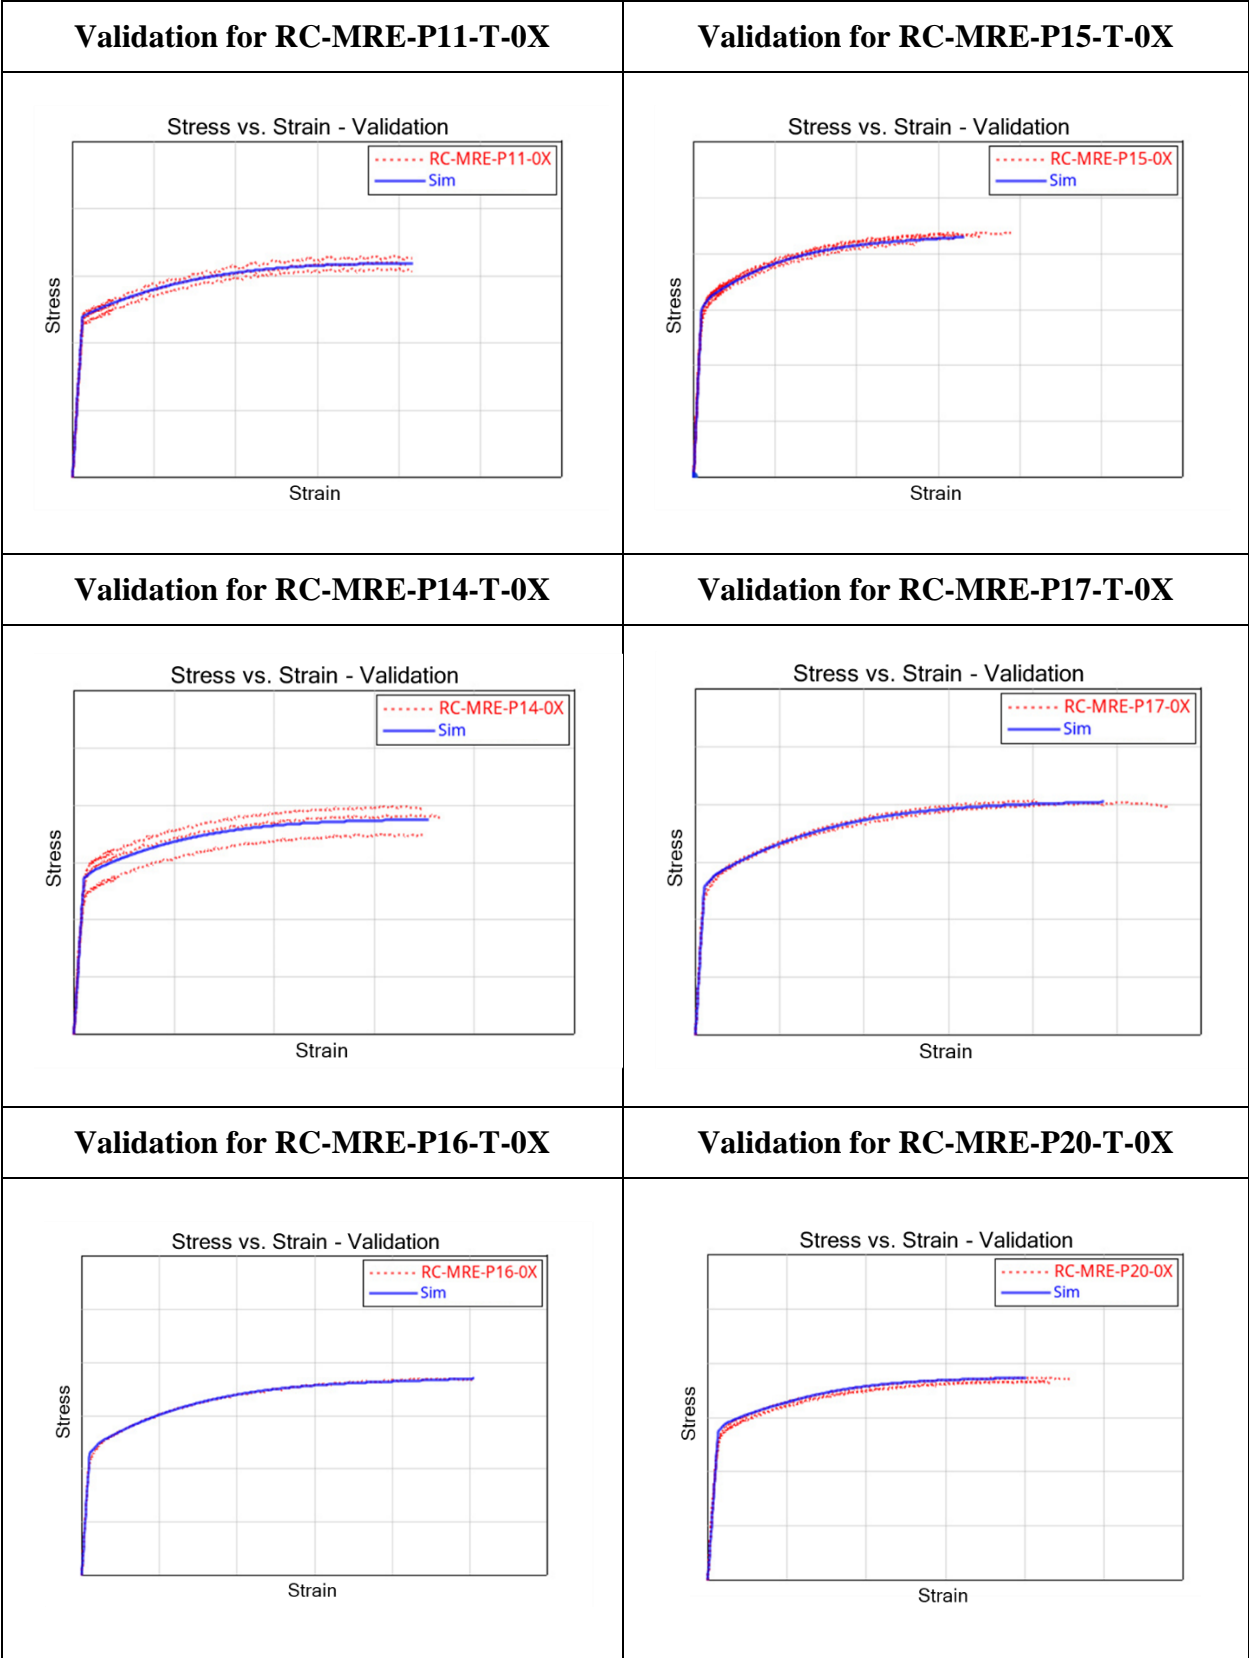 Validation for RC-MRE-P11-T-0X
Validation for RC-MRE-P15-T-0X
Stress vs. Strain - Validation
RC-MRE-P11-0X
Sim
Stress
Strain
Stress vs. Strain - Validation
RC-MRE-P15-0X
Sim
Stress
Strain
Validation for RC-MRE-P14-T-0X
Validation for RC-MRE-P17-T-0X
Stress vs. Strain - Validation
RC-MRE-P14-0X
Sim
Stress
Strain
Stress vs. Strain - Validation
RC-MRE-P17-0X
Sim
Stress
Strain
Validation for RC-MRE-P16-T-0X
Validation for RC-MRE-P20-T-0X
Stress vs. Strain - Validation
RC-MRE-P16-0X
Sim
Stress
Strain
Stress vs. Strain - Validation
RC-MRE-P20-0X
Sim
Stress
Strain